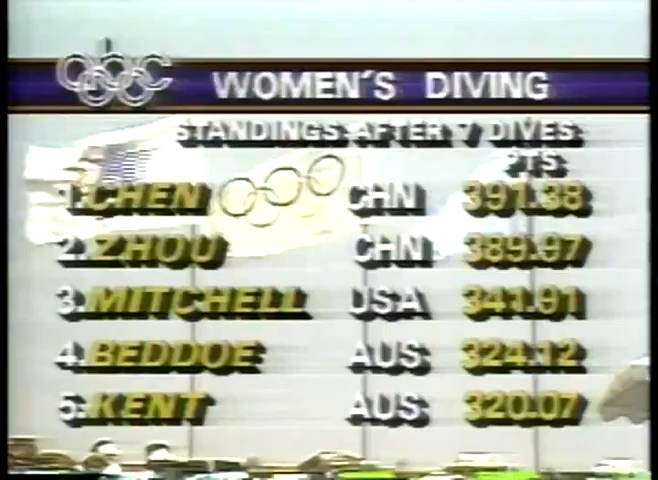 abc
WOMEN'S DIVING
STANDINGS AFTER 7 DIVES
PTS.
1. CHEN CHN 391.38
2. ZHOU CHN 389.97
3. MITCHELL USA 341.91
4. BEDDOE AUS 324.12
5. KENT AUS 320.07